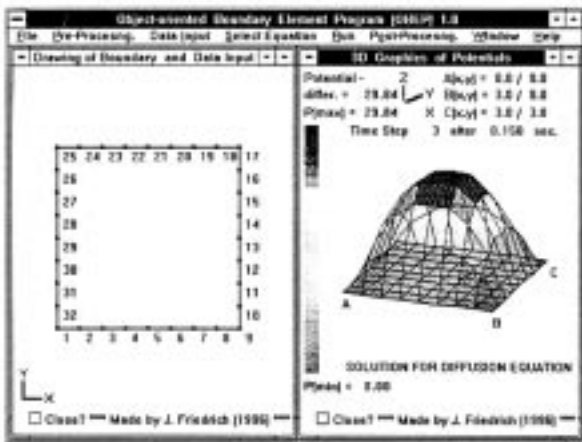 Object-oriented Boundary Element Program (OBEP) 1.0
File Pre-Procesng. Data Input Select Equation Run Post-Procesng. Window Help
Drawing of Boundary and Data Input
25 24 23 22 21 20 19 18 17
26 16
27 15
28 14
29 13
30 12
31 11
32 10
1 2 3 4 5 6 7 8 9
Y
X
Close? Made by J. Friedrich (1996)
3D Graphics of Potentials
Potential - Z A(x,y) = 0.0 / 0.0
differ. = 29.84 Y B(x,y) = 3.0 / 0.0
P(max) = 29.84 X C(x,y) = 3.0 / 3.0
Time Step 3 after 0.150 sec.
A
B
C
SOLUTION FOR DIFFUSION EQUATION
P(min) = 0.00
Close? Made by J. Friedrich (1996)